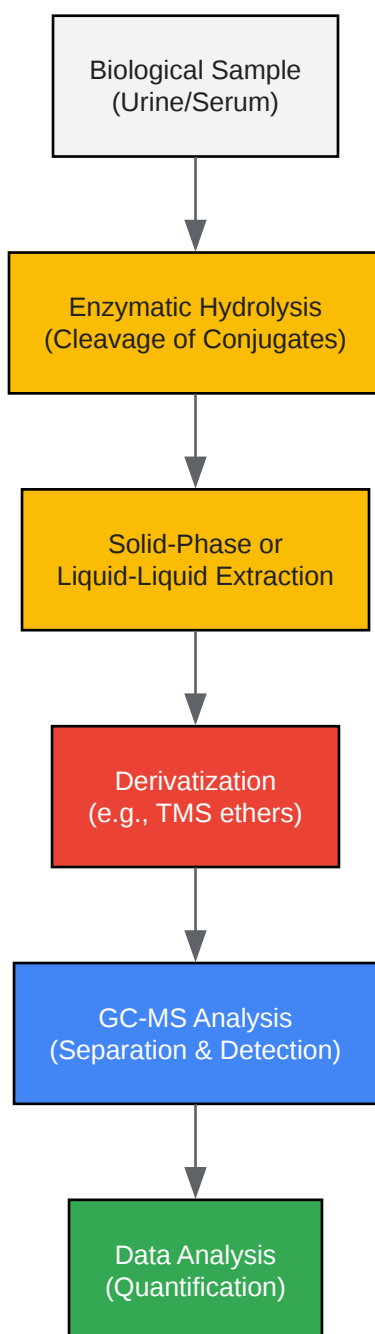 Biological Sample
(Urine/Serum)
Enzymatic Hydrolysis
(Cleavage of Conjugates)
Solid-Phase or
Liquid-Liquid Extraction
Derivatization
(e.g., TMS ethers)
GC-MS Analysis
(Separation & Detection)
Data Analysis
(Quantification)